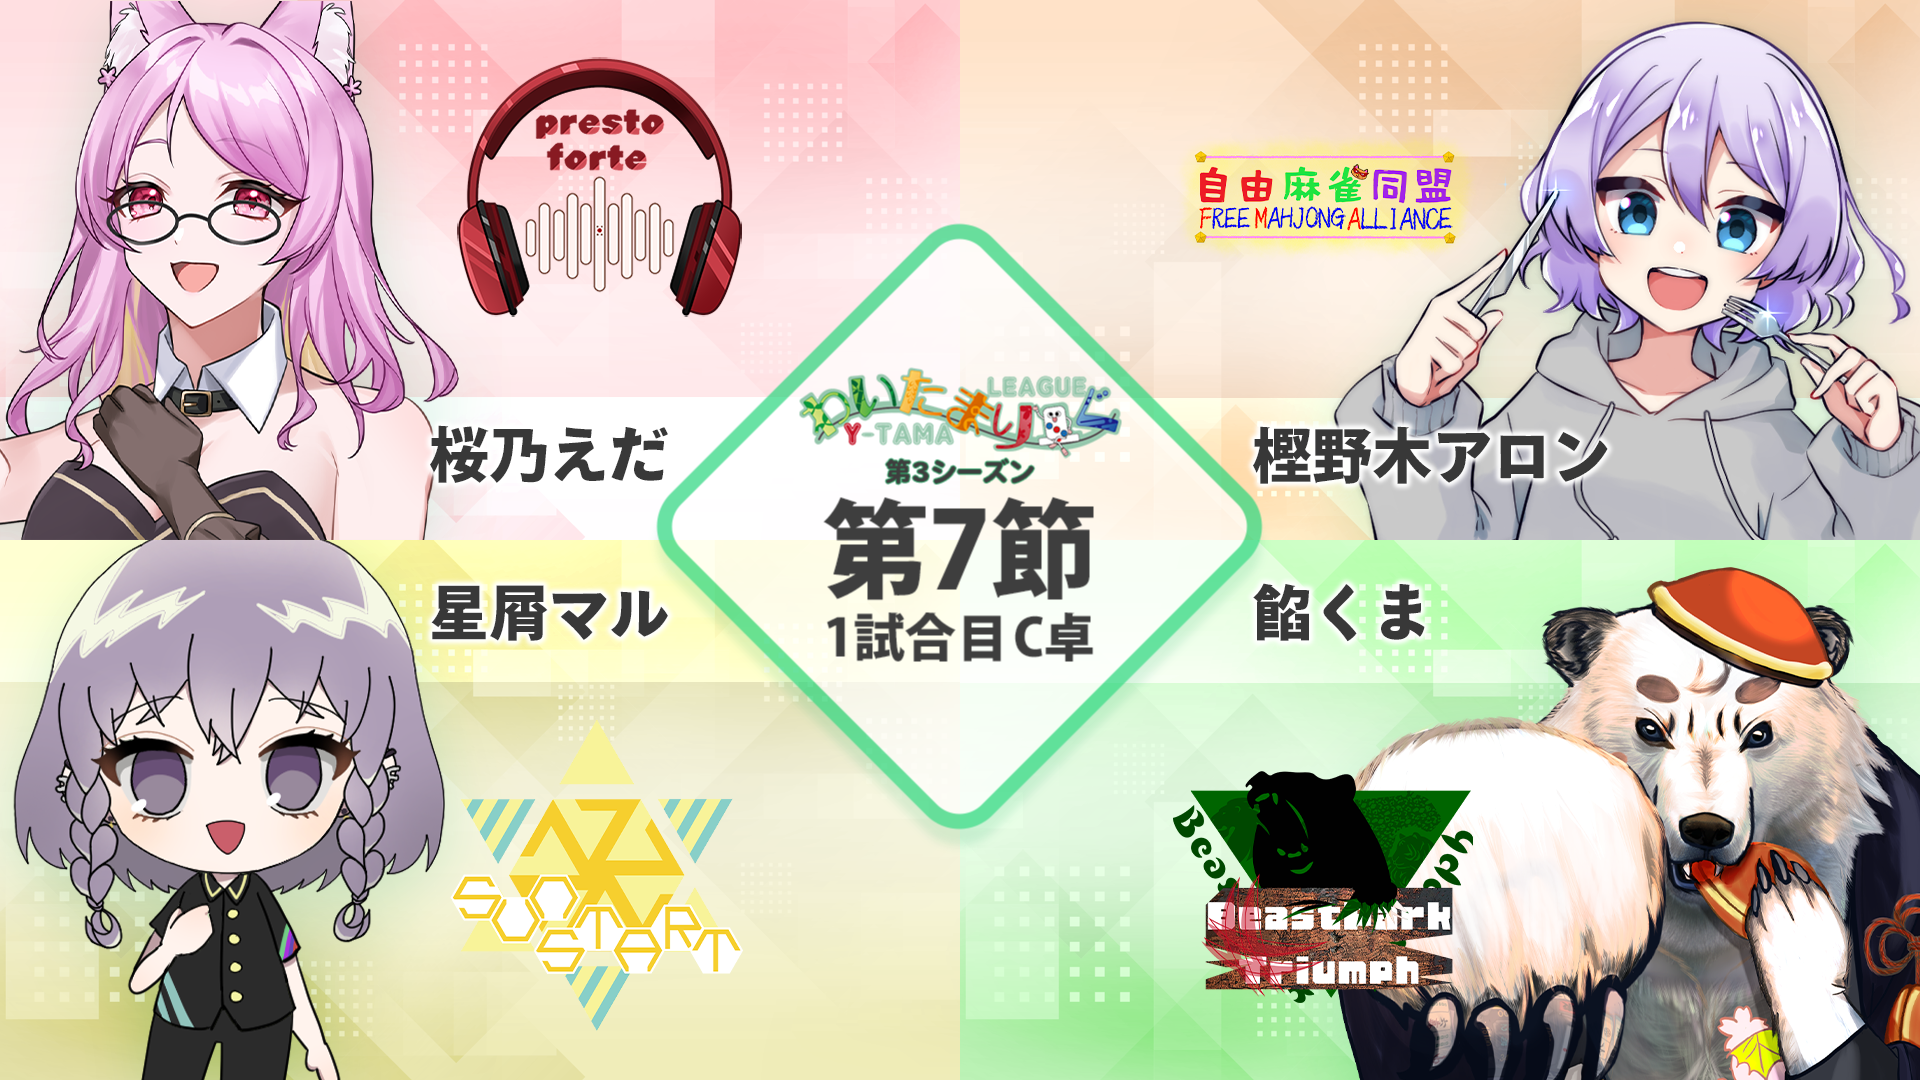 presto
forte
自由麻雀同盟
FREE MAHJONG ALLIANCE
わいたまりーぐ
LEAGUE
Y-TAMA
第3シーズン
第7節
1試合目C卓
桜乃えだ
樫野木アロン
星屑マル
餡くま
SUO
START
Beastmark
Triumph